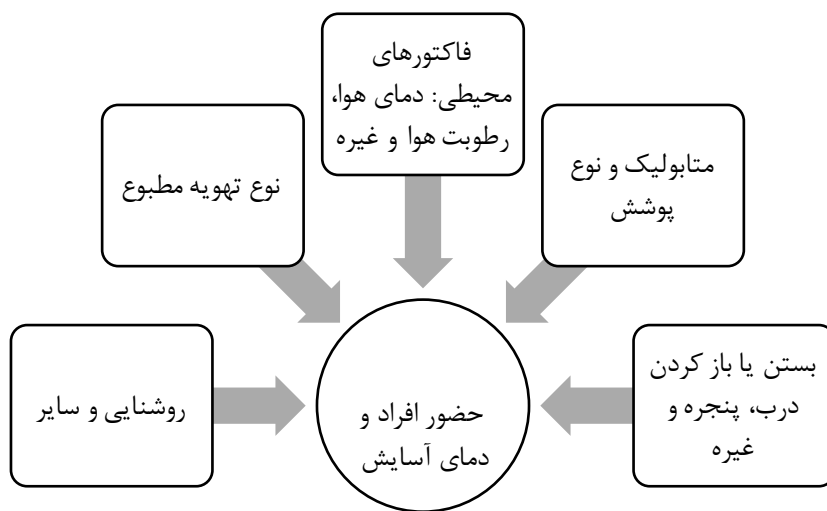 فاکتورهای
محیطی: دمای هوا،
رطوبت هوا و غیره
متابولیک و نوع
پوشش
نوع تهویه مطبوع
بستن یا باز کردن
درب، پنجره و
غیره
روشنایی و سایر
حضور افراد و
دمای آسایش